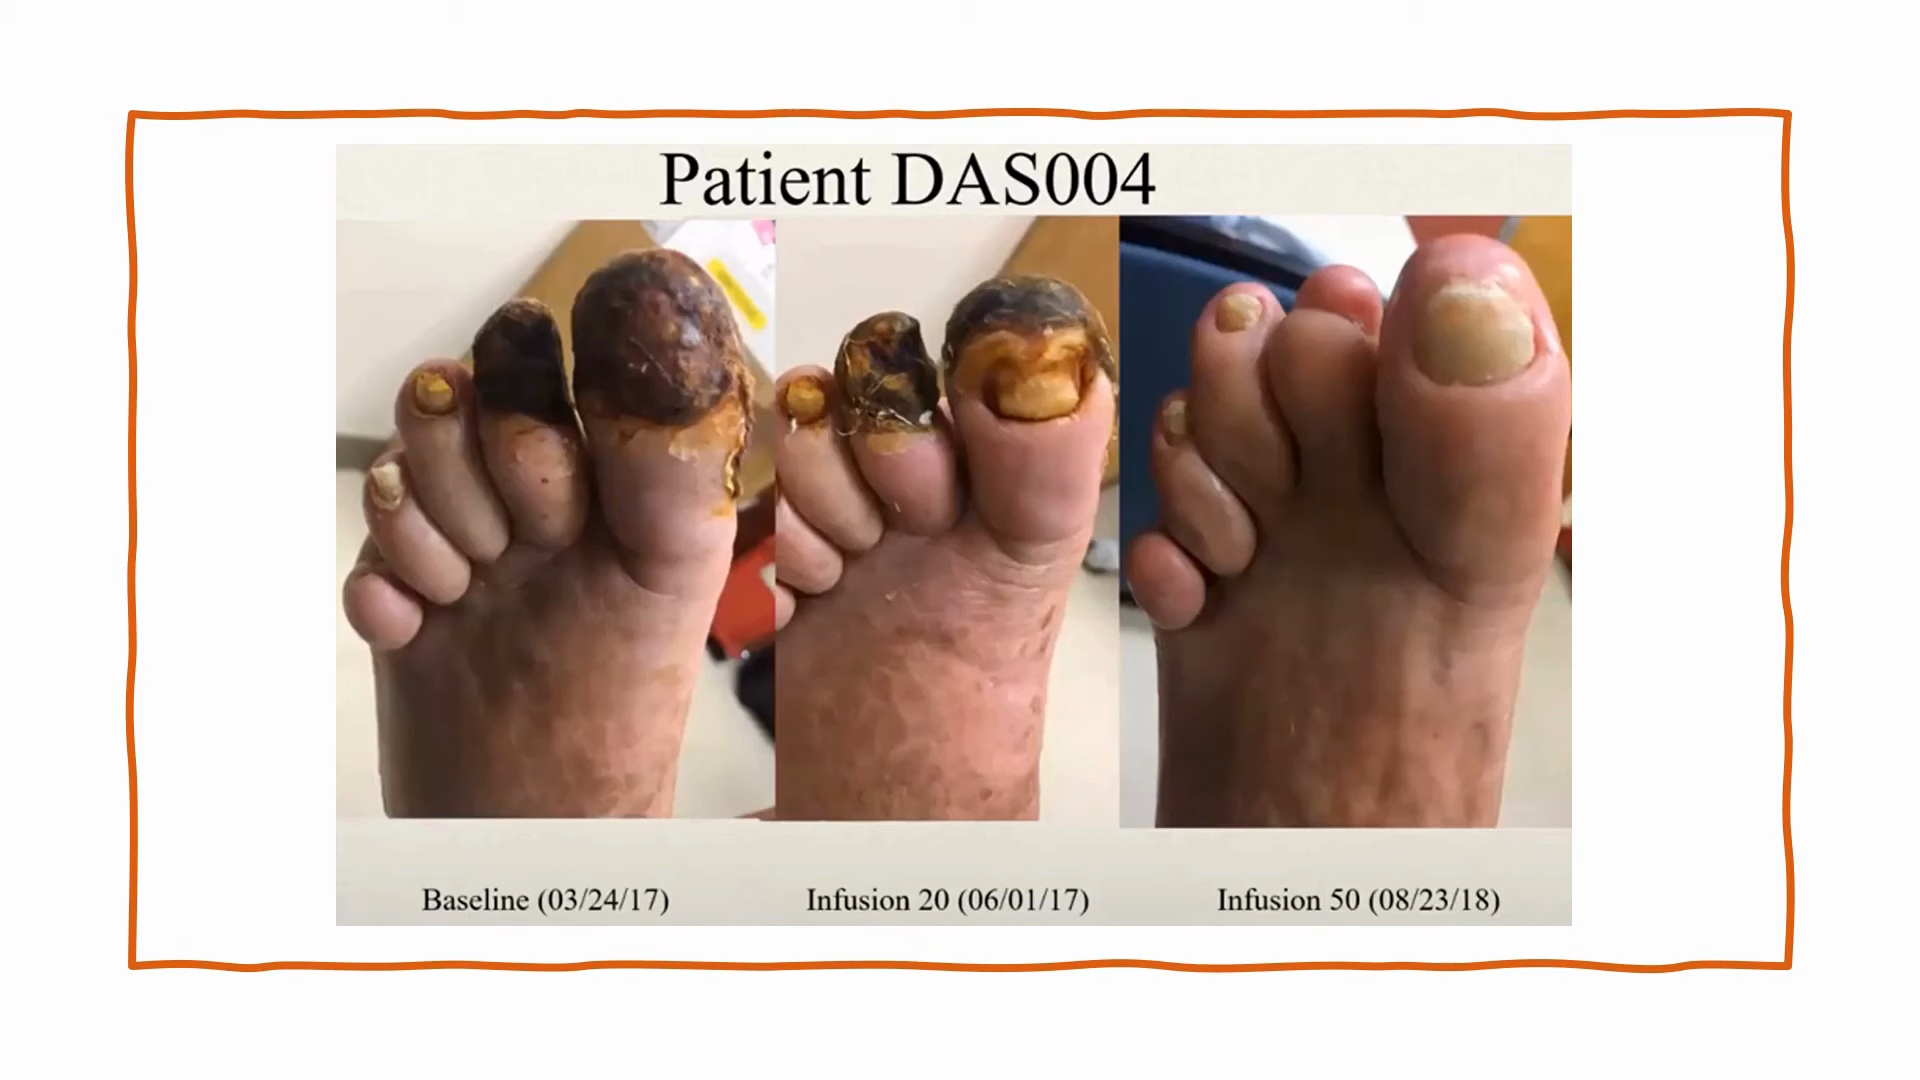 Patient DAS004
Baseline (03/24/17)
Infusion 20 (06/01/17)
Infusion 50 (08/23/18)